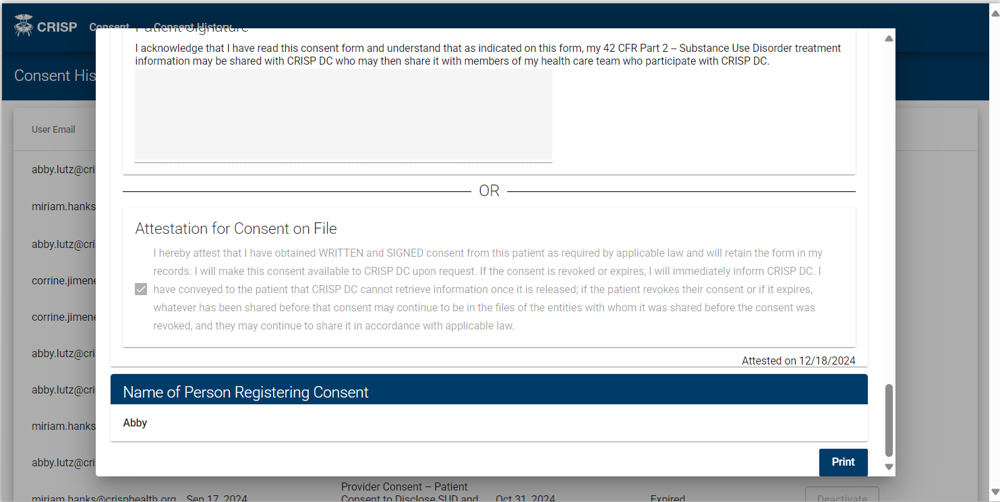 CRISP Consent Consent History
Patient Signature
I acknowledge that I have read this consent form and understand that as indicated on this form, my 42 CFR Part 2 -- Substance Use Disorder treatment
information may be shared with CRISP DC who may then share it with members of my health care team who participate with CRISP DC.
Consent His
User Email
abby.lutz@cri
OR
miriam.hanks
Attestation for Consent on File
abby.lutz@cri
I hereby attest that I have obtained WRITTEN and SIGNED consent from this patient as required by applicable law and will retain the form in my
records. I will make this consent available to CRISP DC upon request. If the consent is revoked or expires, I will immediately inform CRISP DC. I
corrine.jimene
have conveyed to the patient that CRISP DC cannot retrieve information once it is released; if the patient revokes their consent or if it expires,
whatever has been shared before that consent may continue to be in the files of the entities with whom it was shared before the consent was
corrine.jimene
revoked, and they may continue to share it in accordance with applicable law.
abby.lutz@cri
Attested on 12/18/2024
abby.lutz@cri
Name of Person Registering Consent
Abby
miriam.hanks
abby.lutz@cri
Print
Provider Consent – Patient
miriam.hanks@crisphealth.org Sep 17, 2024 Consent to Disclose SUD and Oct 31, 2024 Expired Deactivate